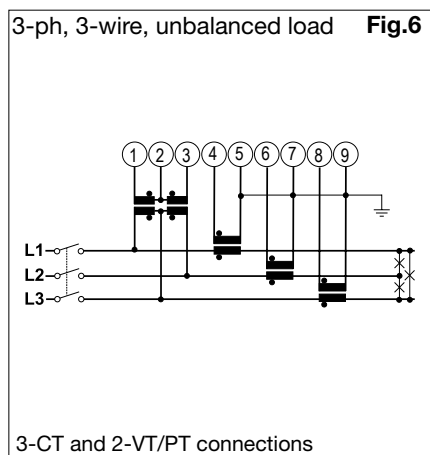 3-ph, 3-wire, unbalanced load Fig.6
1 2 3 4 5 6 7 8 9
L1
L2
L3
3-CT and 2-VT/PT connections